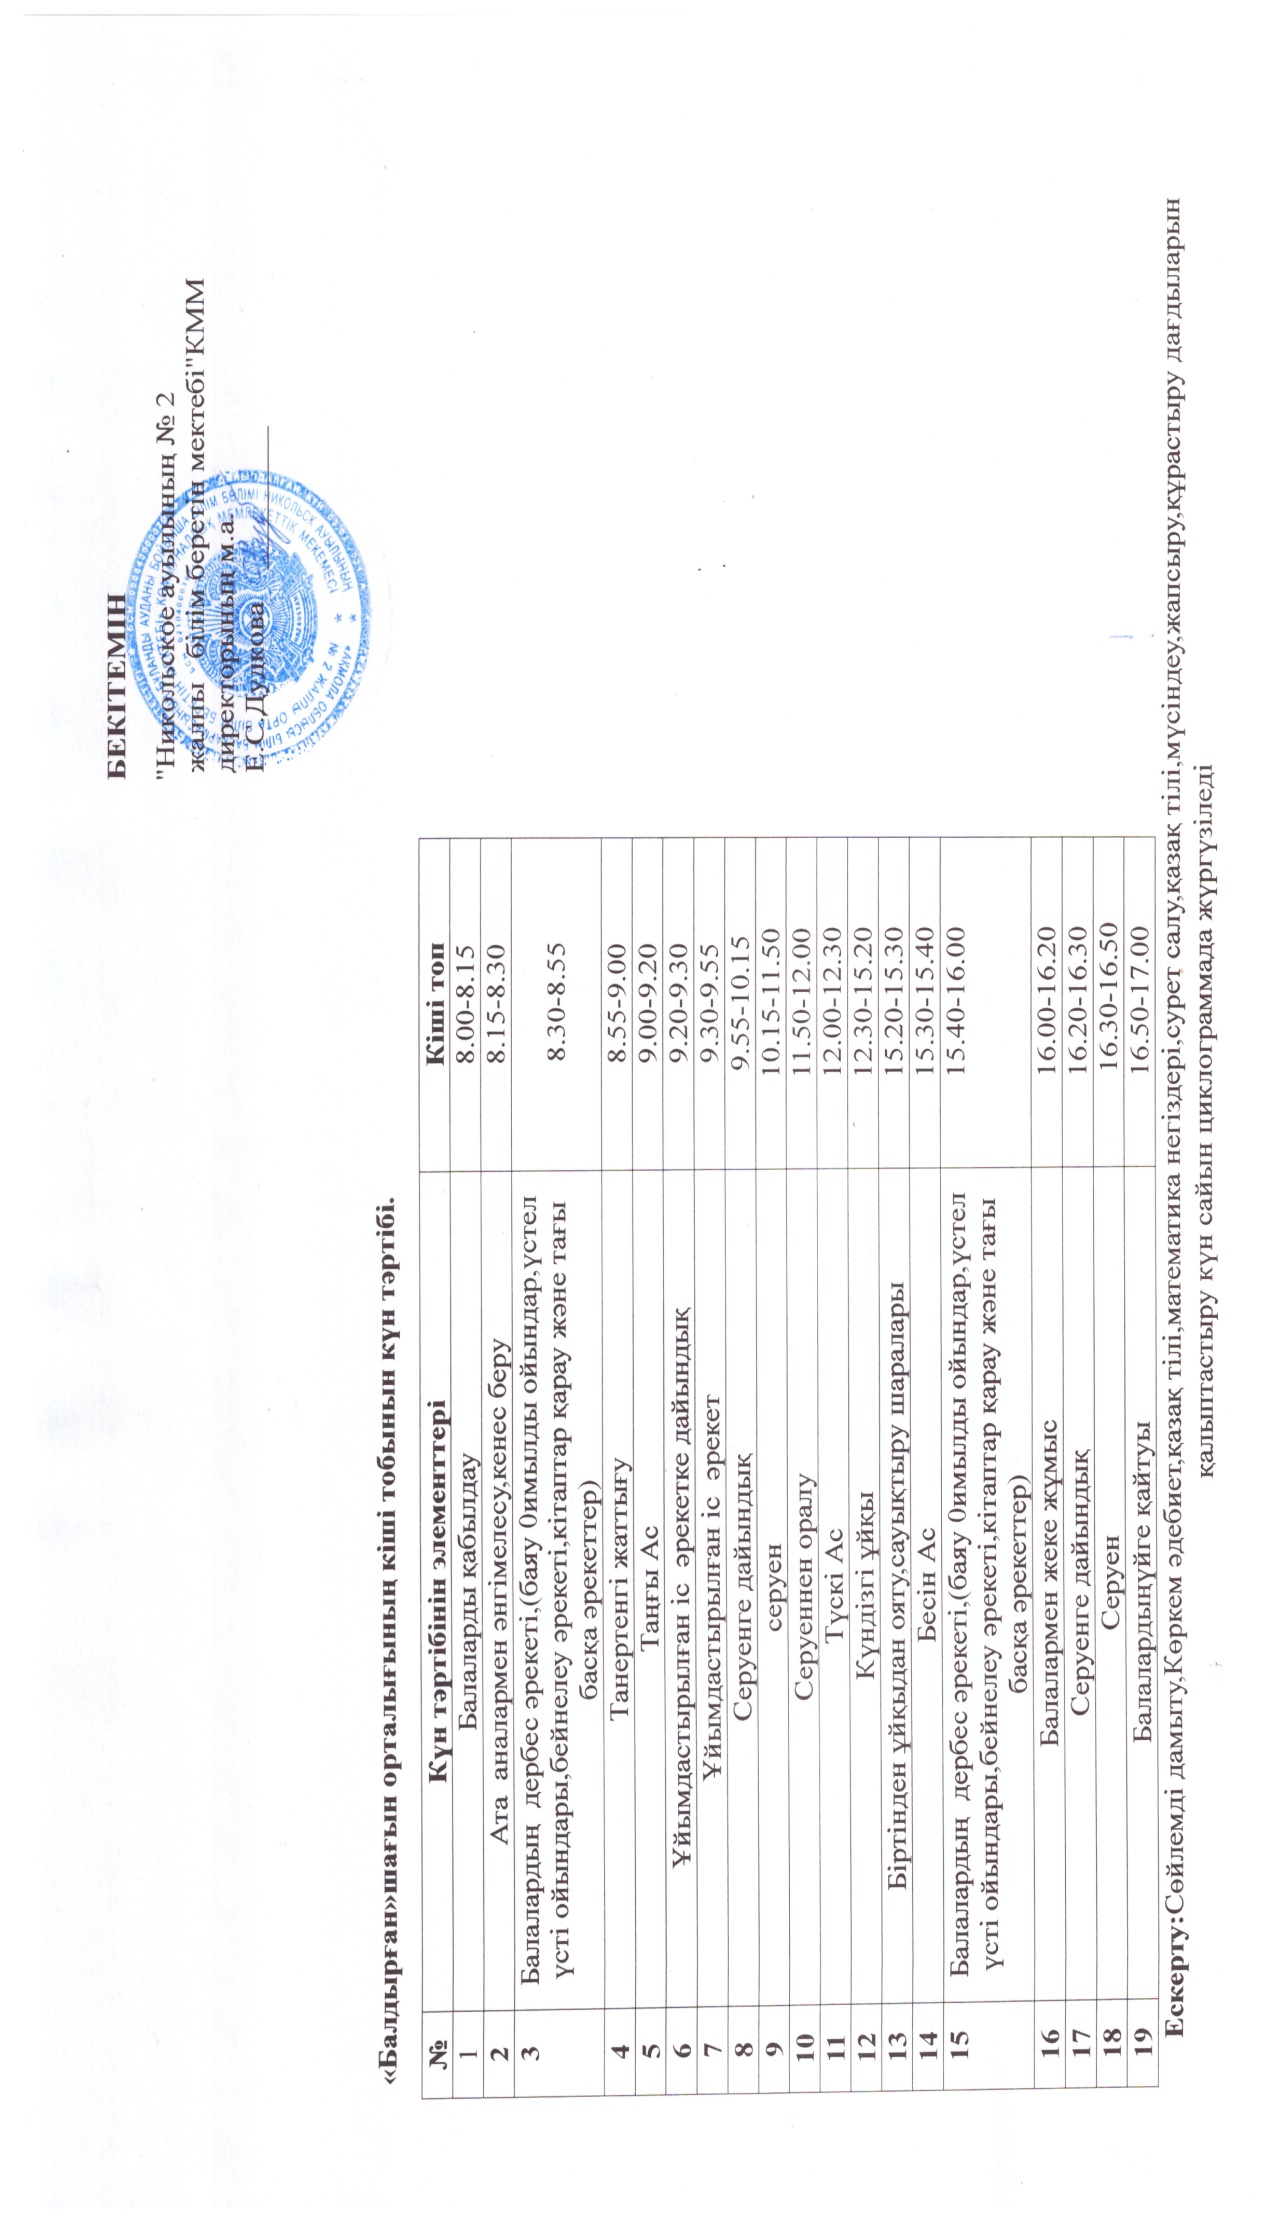 БЕКІТЕМІН
"Никольское ауылының № 2
жалпы білім беретін мектебі"КММ
директорының м.а.
Е.С.Дудкова
«Балдырған»шағын орталығының кіші тобынын күн тәртібі.
№ Күн тәртібінін элементтері Кіші топ
1 Балаларды қабылдау 8.00-8.15
2 Ата аналармен әнгімелесу,кенес беру 8.15-8.30
3 Балалардың дербес әрекеті,(баяу 0имылды ойындар,үстел 8.30-8.55
үсті ойындары,бейнелеу әрекеті,кітаптар қарау және тағы
басқа әрекеттер)
4 Танертенгі жаттығу 8.55-9.00
5 Таңғы Ас 9.00-9.20
6 Ұйымдастырылған іс әрекетке дайындық 9.20-9.30
7 Ұйымдастырылған іс әрекет 9.30-9.55
8 Серуенге дайындық 9.55-10.15
9 серуен 10.15-11.50
10 Серуеннен оралу 11.50-12.00
11 Түскі Ас 12.00-12.30
12 Күндізгі ұйқы 12.30-15.20
13 Біртінден ұйқыдан ояту,сауықтыру шаралары 15.20-15.30
14 Бесін Ас 15.30-15.40
15 Балалардың дербес әрекеті,(баяу 0имылды ойындар,үстел 15.40-16.00
үсті ойындары,бейнелеу әрекеті,кітаптар қарау және тағы
басқа әрекеттер)
16 Балалармен жеке жұмыс 16.00-16.20
17 Серуенге дайындық 16.20-16.30
18 Серуен 16.30-16.50
19 Балалардыңүйге қайтуы 16.50-17.00
Ескерту:Сөйлемді дамыту,Көркем әдебиет,қазақ тілі,математика негіздері,сурет салу,қазақ тілі,мүсіндеу,жапсыру,құрастыру дағдыларын
қалыптастыру күн сайын циклограммада жүргүзіледі